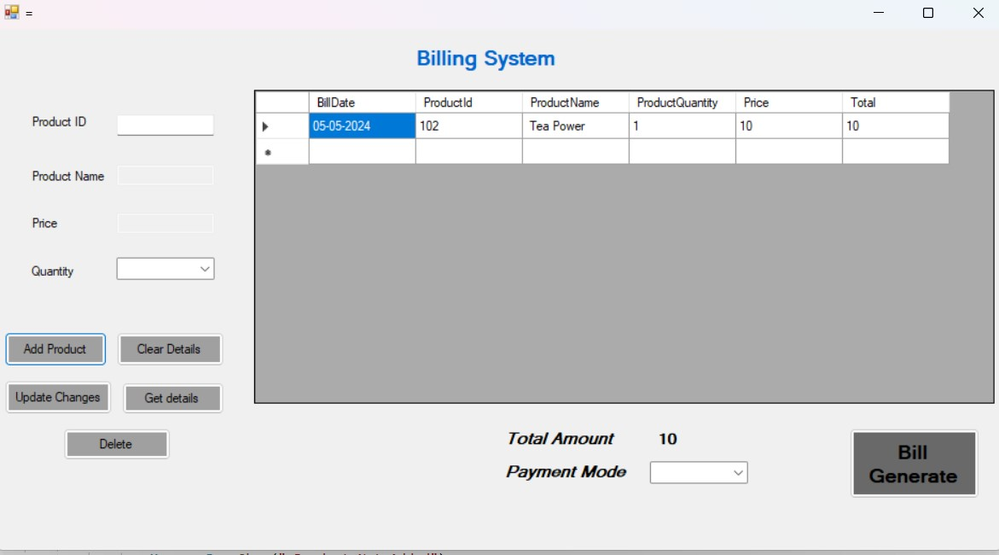 =
Billing System
Product ID
Product Name
Price
Quantity
Add Product
Clear Details
Update Changes
Get details
Delete
BillDate ProductId ProductName ProductQuantity Price Total
05-05-2024 102 Tea Power 1 10 10
Total Amount 10
Payment Mode
Bill
Generate